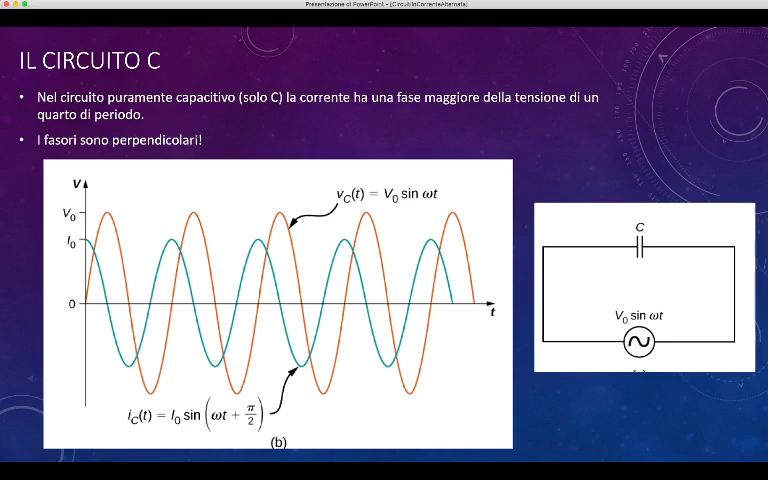 Presentazione di PowerPoint - [CircuitiInCorrenteAlternata]
IL CIRCUITO C
• Nel circuito puramente capacitivo (solo C) la corrente ha una fase maggiore della tensione di un
quarto di periodo.
• I fasori sono perpendicolari!
V
V₀
I₀
0
t
v_C(t) = V₀ sin ωt
i_C(t) = I₀ sin (ωt + π/2)
(b)
C
V₀ sin ωt